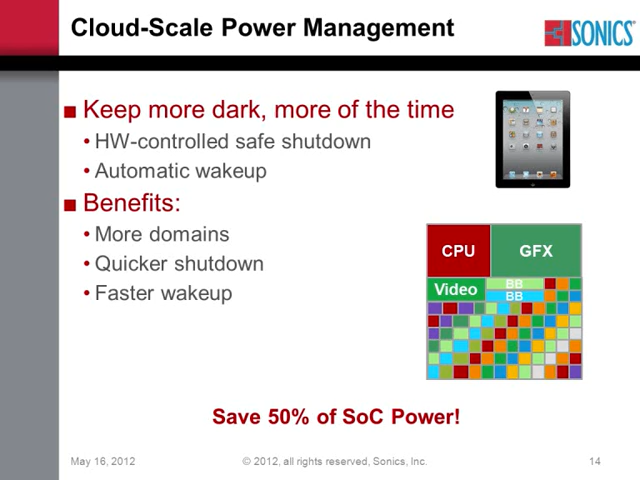 Cloud-Scale Power Management
SONICS
Keep more dark, more of the time
• HW-controlled safe shutdown
• Automatic wakeup
Benefits:
• More domains
• Quicker shutdown
• Faster wakeup
CPU
GFX
Video
BB
BB
Save 50% of SoC Power!
May 16, 2012
© 2012, all rights reserved, Sonics, Inc.
14